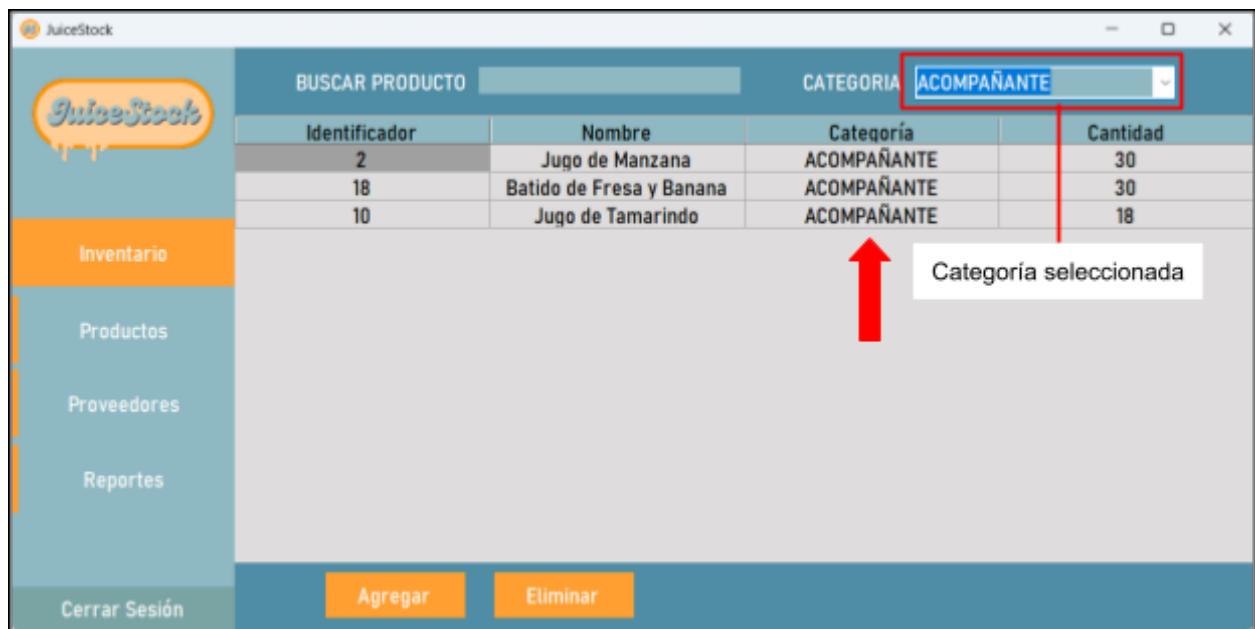 JuiceStock
JuiceStock
BUSCAR PRODUCTO
CATEGORIA ACOMPAÑANTE
Identificador Nombre Categoría Cantidad
2 Jugo de Manzana ACOMPAÑANTE 30
18 Batido de Fresa y Banana ACOMPAÑANTE 30
10 Jugo de Tamarindo ACOMPAÑANTE 18
Categoría seleccionada
Inventario
Productos
Proveedores
Reportes
Cerrar Sesión
Agregar Eliminar